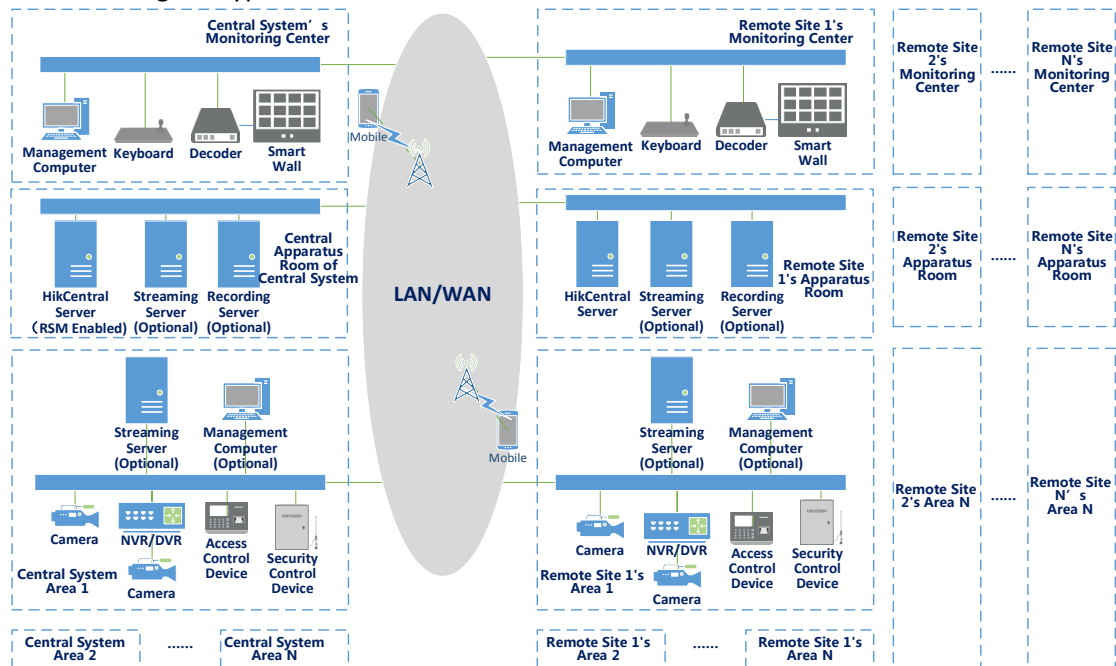 Central System's
Monitoring Center
Management
Computer
Keyboard
Decoder
Smart
Wall
Mobile
Remote Site 1's
Monitoring Center
Management
Computer
Keyboard
Decoder
Smart
Wall
Remote Site
2's
Monitoring
Center
......
Remote Site
N's
Monitoring
Center
Central
Apparatus
Room of
Central System
HikCentral
Server
(RSM Enabled)
Streaming
Server
(Optional)
Recording
Server
(Optional)
LAN/WAN
Remote Site
1's Apparatus
Room
HikCentral
Server
Streaming
Server
(Optional)
Recording
Server
(Optional)
Remote Site
2's
Apparatus
Room
......
Remote Site
N's
Apparatus
Room
Streaming
Server
(Optional)
Management
Computer
(Optional)
Camera
NVR/DVR
Camera
Access
Control
Device
Security
Control
Device
Central System
Area 1
Mobile
Streaming
Server
(Optional)
Management
Computer
(Optional)
Camera
NVR/DVR
Camera
Access
Control
Device
Security
Control
Device
Remote Site 1's
Area 1
Remote Site
2's Area N
......
Remote Site
N's
Area N
Central System
Area 2
......
Central System
Area N
Remote Site 1's
Area 2
......
Remote Site 1's
Area N